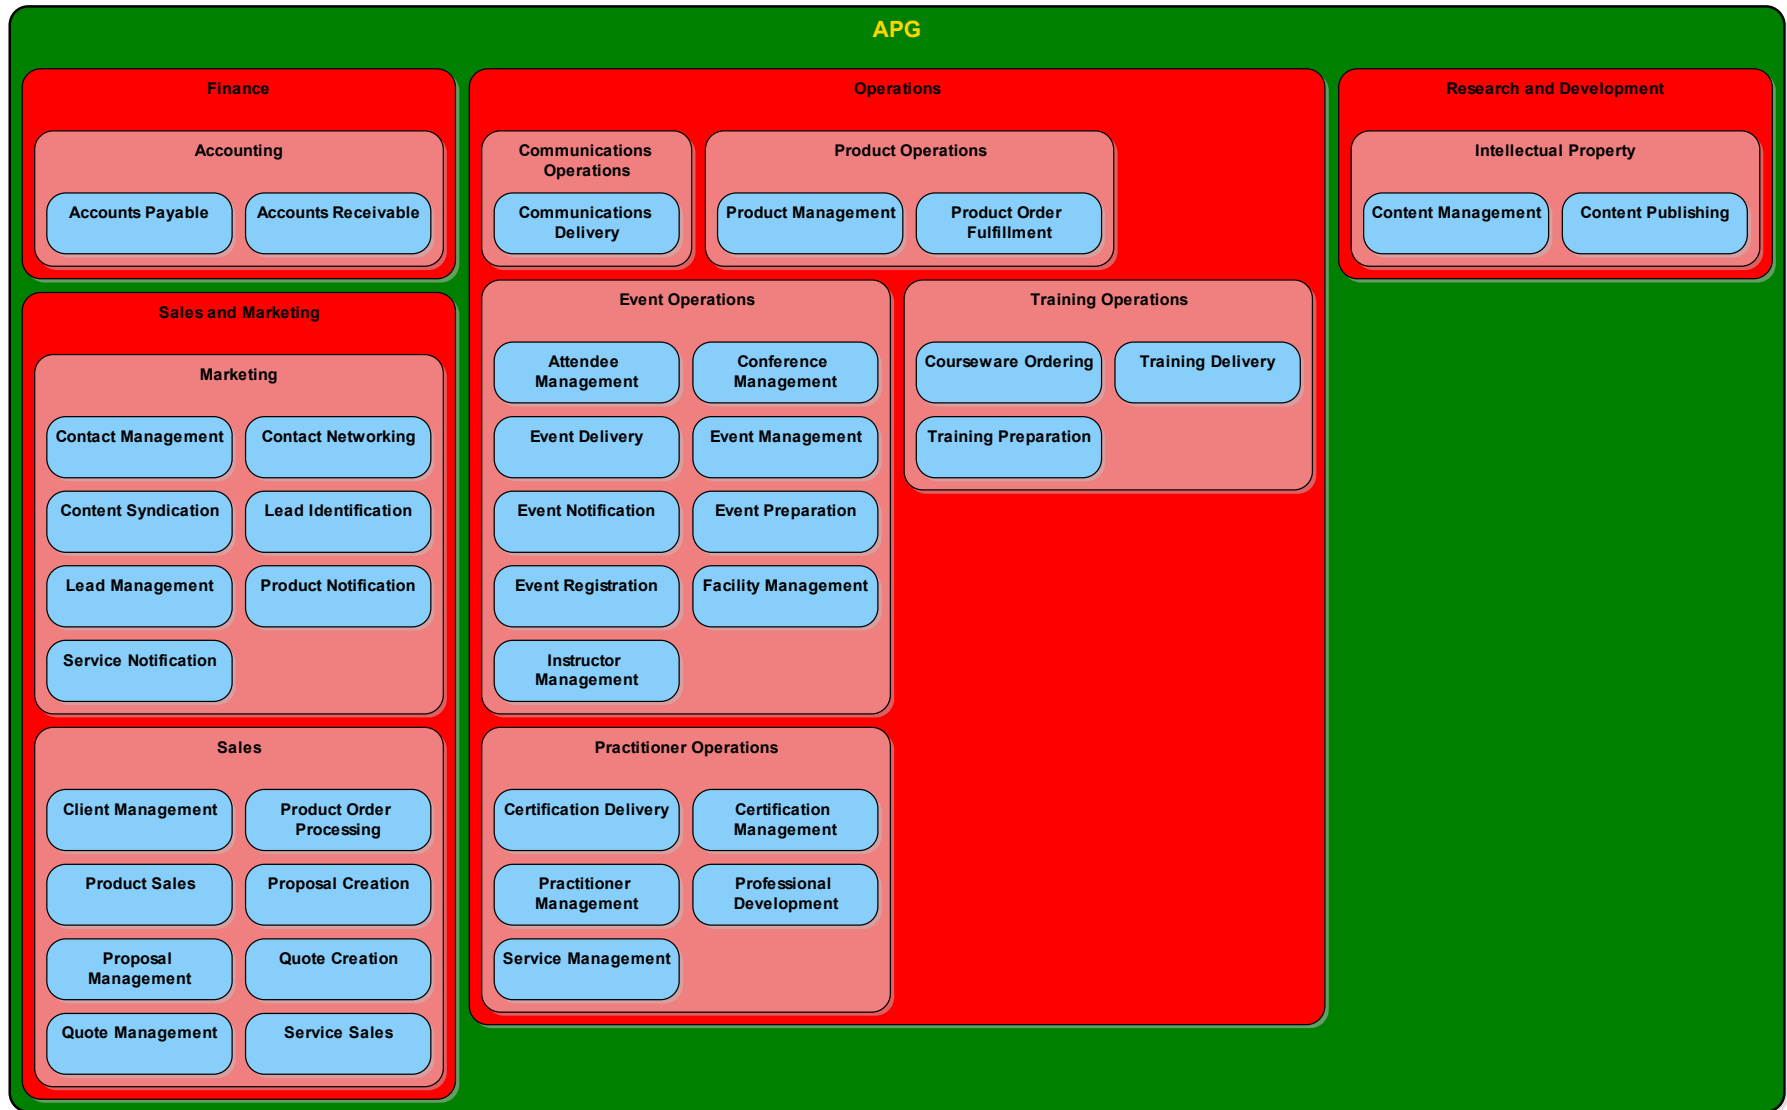 APG
Finance
Accounting
Accounts Payable
Accounts Receivable
Sales and Marketing
Marketing
Contact Management
Contact Networking
Content Syndication
Lead Identification
Lead Management
Product Notification
Service Notification
Sales
Client Management
Product Order
Processing
Product Sales
Proposal Creation
Proposal
Management
Quote Creation
Quote Management
Service Sales
Operations
Communications
Operations
Communications
Delivery
Product Operations
Product Management
Product Order
Fulfillment
Event Operations
Attendee
Management
Conference
Management
Event Delivery
Event Management
Event Notification
Event Preparation
Event Registration
Facility Management
Instructor
Management
Training Operations
Courseware Ordering
Training Delivery
Training Preparation
Practitioner Operations
Certification Delivery
Certification
Management
Practitioner
Management
Professional
Development
Service Management
Research and Development
Intellectual Property
Content Management
Content Publishing